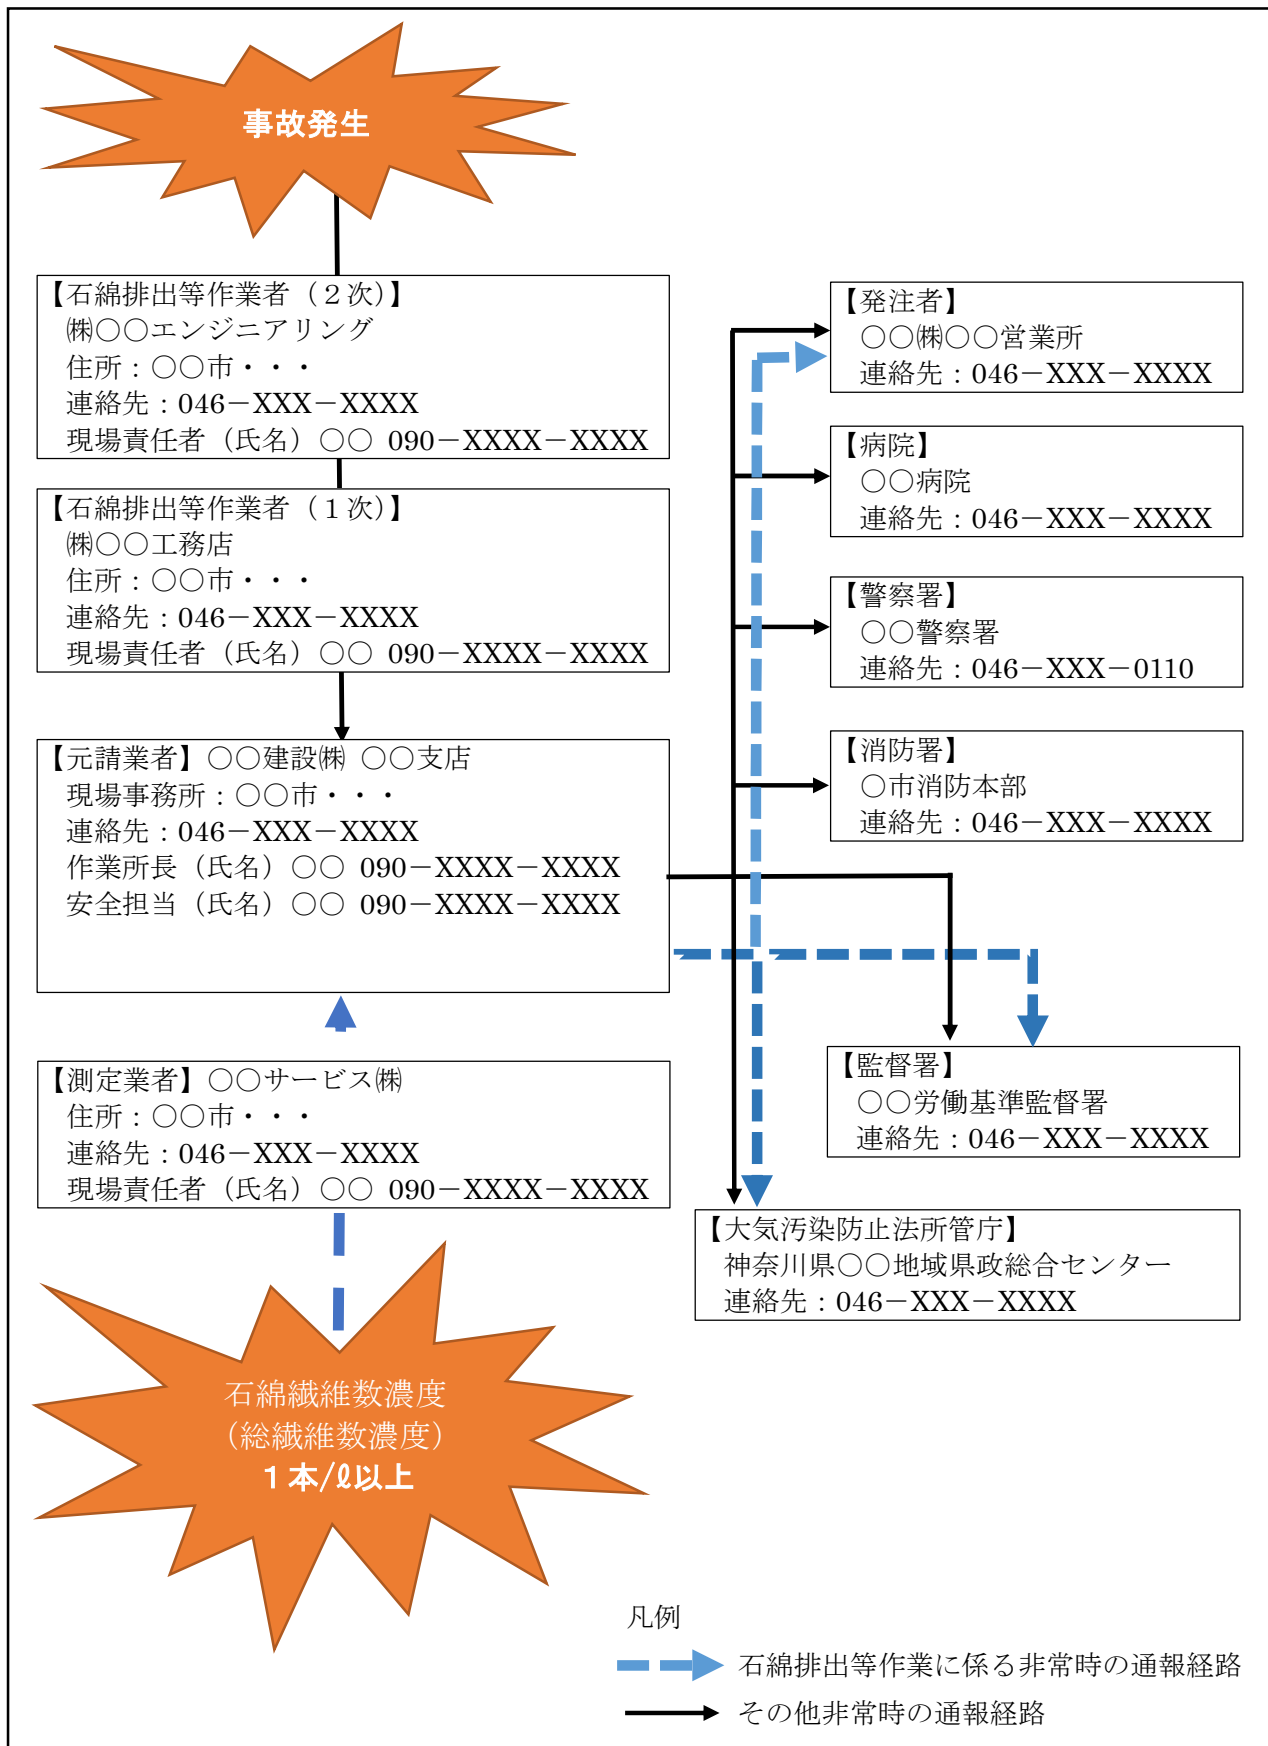 事故発生
【石綿排出等作業者（２次）】
㈱○○エンジニアリング
住所：○○市・・・
連絡先：046－XXX－XXXX
現場責任者（氏名）○○ 090－XXXX－XXXX
【石綿排出等作業者（１次）】
㈱○○工務店
住所：○○市・・・
連絡先：046－XXX－XXXX
現場責任者（氏名）○○ 090－XXXX－XXXX
【元請業者】○○建設㈱ ○○支店
現場事務所：○○市・・・
連絡先：046－XXX－XXXX
作業所長（氏名）○○ 090－XXXX－XXXX
安全担当（氏名）○○ 090－XXXX－XXXX
【測定業者】○○サービス㈱
住所：○○市・・・
連絡先：046－XXX－XXXX
現場責任者（氏名）○○ 090－XXXX－XXXX
石綿繊維数濃度
（総繊維数濃度）
１本/ℓ以上
【発注者】
○○㈱○○営業所
連絡先：046－XXX－XXXX
【病院】
○○病院
連絡先：046－XXX－XXXX
【警察署】
○○警察署
連絡先：046－XXX－0110
【消防署】
○市消防本部
連絡先：046－XXX－XXXX
【監督署】
○○労働基準監督署
連絡先：046－XXX－XXXX
【大気汚染防止法所管庁】
神奈川県○○地域県政総合センター
連絡先：046－XXX－XXXX
凡例
石綿排出等作業に係る非常時の通報経路
その他非常時の通報経路